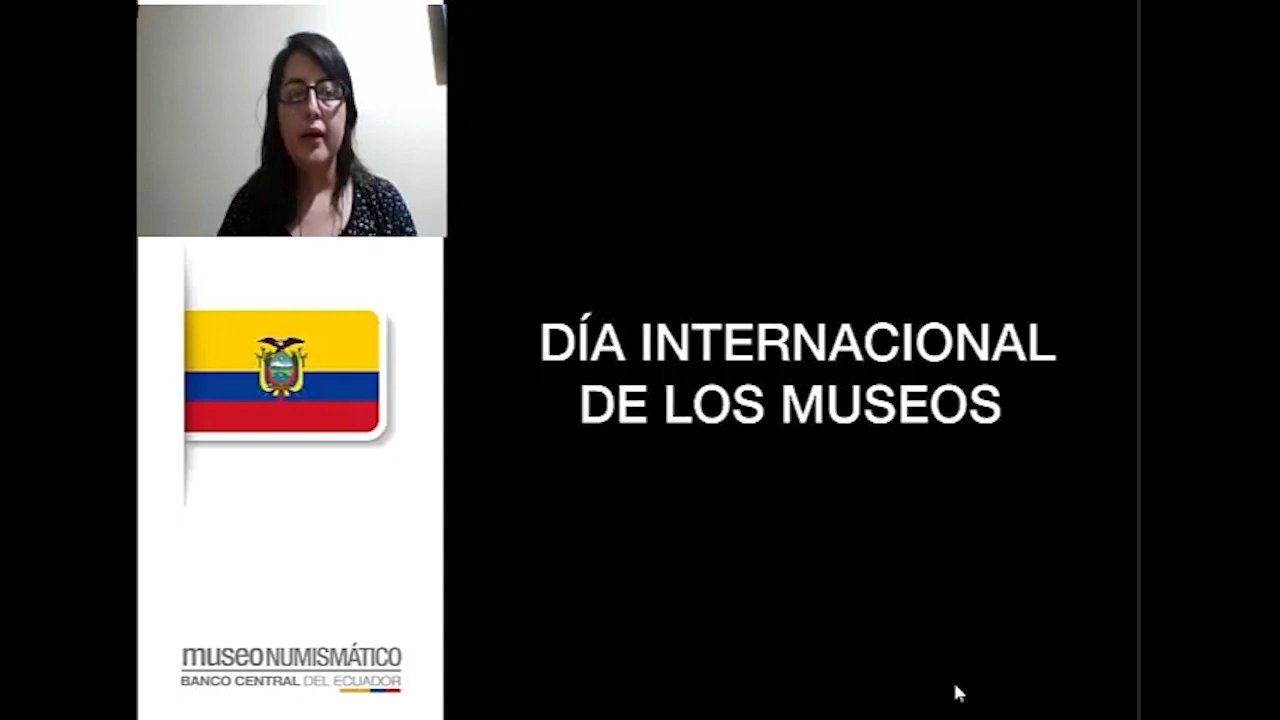 DÍA INTERNACIONAL
DE LOS MUSEOS
museo NUMISMÁTICO
BANCO CENTRAL DEL ECUADOR